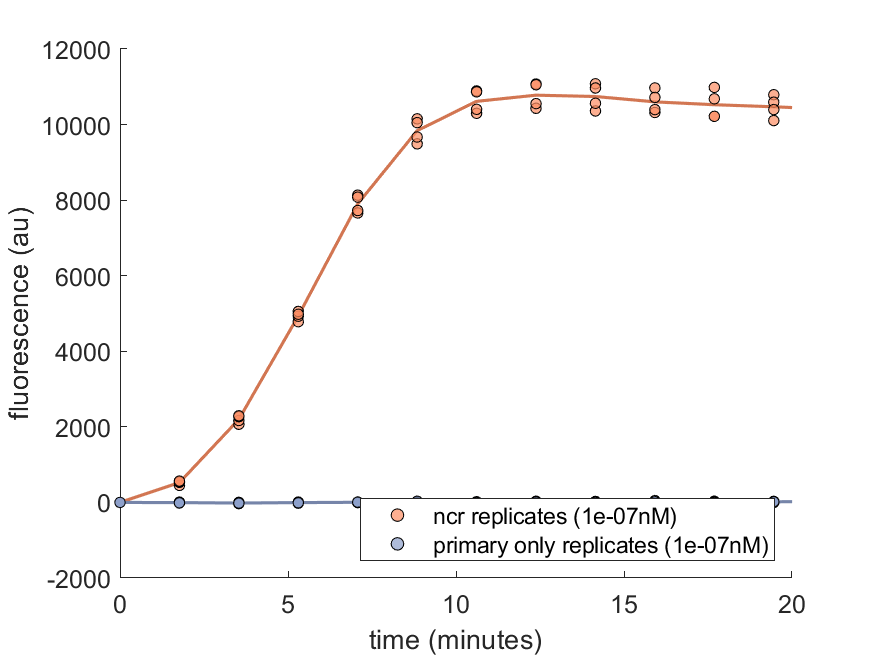 12000
10000
8000
6000
4000
2000
0
-2000
fluorescence (au)
ncr replicates (1e-07nM)
primary only replicates (1e-07nM)
0 5 10 15 20
time (minutes)